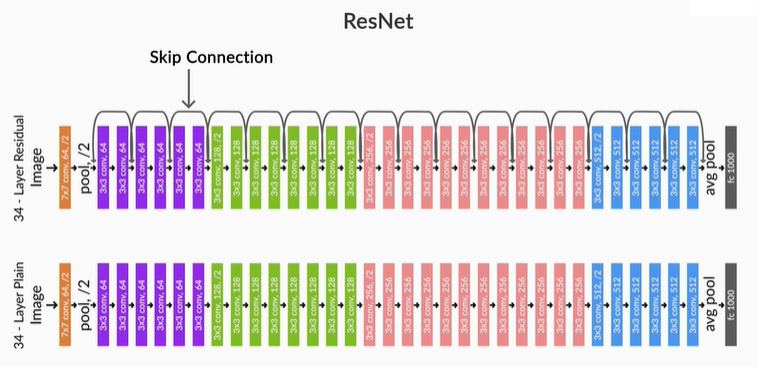 ResNet
Skip Connection
34 - Layer Residual
Image
7x7 conv, 64, /2
pool, /2
3x3 conv, 64
3x3 conv, 64
3x3 conv, 64
3x3 conv, 64
3x3 conv, 64
3x3 conv, 64
3x3 conv, 128, /2
3x3 conv, 128
3x3 conv, 128
3x3 conv, 128
3x3 conv, 128
3x3 conv, 128
3x3 conv, 128
3x3 conv, 128
3x3 conv, 256, /2
3x3 conv, 256
3x3 conv, 256
3x3 conv, 256
3x3 conv, 256
3x3 conv, 256
3x3 conv, 256
3x3 conv, 256
3x3 conv, 256
3x3 conv, 256
3x3 conv, 256
3x3 conv, 256
3x3 conv, 512, /2
3x3 conv, 512
3x3 conv, 512
3x3 conv, 512
3x3 conv, 512
3x3 conv, 512
avg pool
fc 1000
34 - Layer Plain
Image
7x7 conv, 64, /2
pool, /2
3x3 conv, 64
3x3 conv, 64
3x3 conv, 64
3x3 conv, 64
3x3 conv, 64
3x3 conv, 64
3x3 conv, 128, /2
3x3 conv, 128
3x3 conv, 128
3x3 conv, 128
3x3 conv, 128
3x3 conv, 128
3x3 conv, 128
3x3 conv, 128
3x3 conv, 256, /2
3x3 conv, 256
3x3 conv, 256
3x3 conv, 256
3x3 conv, 256
3x3 conv, 256
3x3 conv, 256
3x3 conv, 256
3x3 conv, 256
3x3 conv, 256
3x3 conv, 256
3x3 conv, 256
3x3 conv, 512, /2
3x3 conv, 512
3x3 conv, 512
3x3 conv, 512
3x3 conv, 512
3x3 conv, 512
avg pool
fc 1000